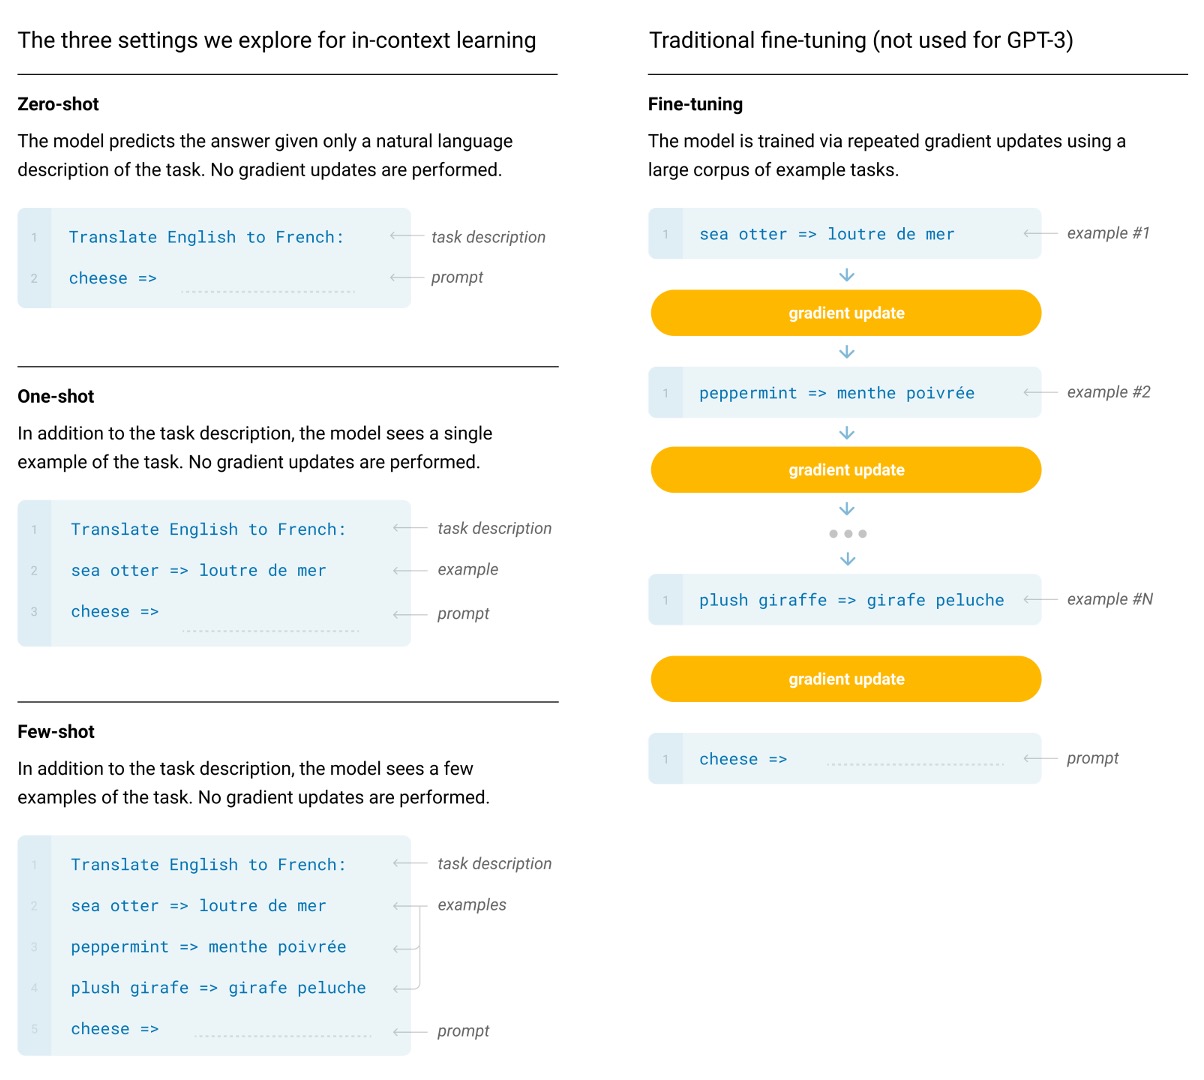 The three settings we explore for in-context learning
Zero-shot
The model predicts the answer given only a natural language
description of the task. No gradient updates are performed.
1 Translate English to French: task description
2 cheese => prompt
One-shot
In addition to the task description, the model sees a single
example of the task. No gradient updates are performed.
1 Translate English to French: task description
2 sea otter => loutre de mer example
3 cheese => prompt
Few-shot
In addition to the task description, the model sees a few
examples of the task. No gradient updates are performed.
1 Translate English to French: task description
2 sea otter => loutre de mer examples
3 peppermint => menthe poivrée
4 plush girafe => girafe peluche
5 cheese => prompt
Traditional fine-tuning (not used for GPT-3)
Fine-tuning
The model is trained via repeated gradient updates using a
large corpus of example tasks.
1 sea otter => loutre de mer example #1
gradient update
1 peppermint => menthe poivrée example #2
gradient update
1 plush giraffe => girafe peluche example #N
gradient update
1 cheese => prompt